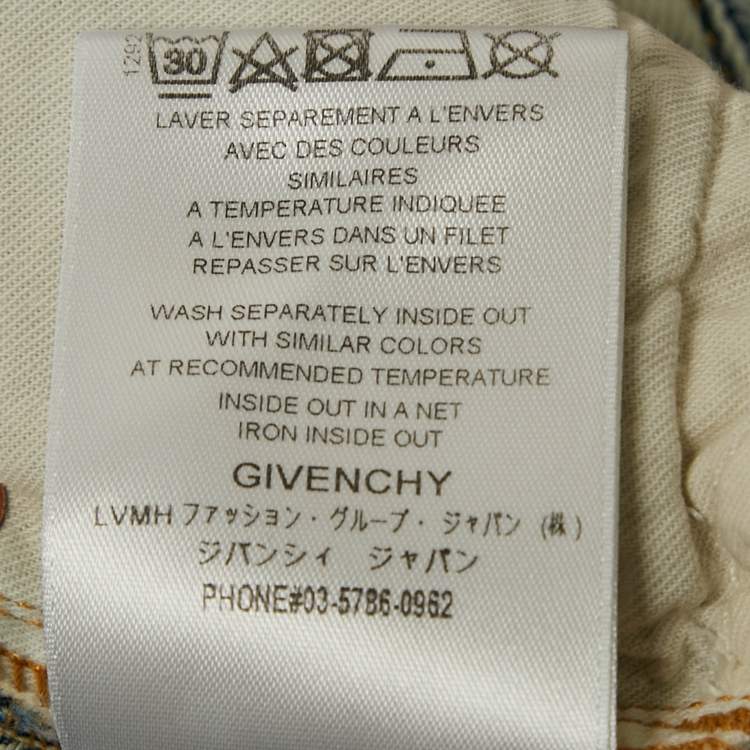 1292
30
LAVER SEPAREMENT A L'ENVERS
AVEC DES COULEURS
SIMILAIRES
A TEMPERATURE INDIQUEE
A L'ENVERS DANS UN FILET
REPASSER SUR L'ENVERS
WASH SEPARATELY INSIDE OUT
WITH SIMILAR COLORS
AT RECOMMENDED TEMPERATURE
INSIDE OUT IN A NET
IRON INSIDE OUT
GIVENCHY
LVMH ファッション・グループ・ ジャパン (株)
ジバンシィ ジャパン
PHONE#03-5786-0962